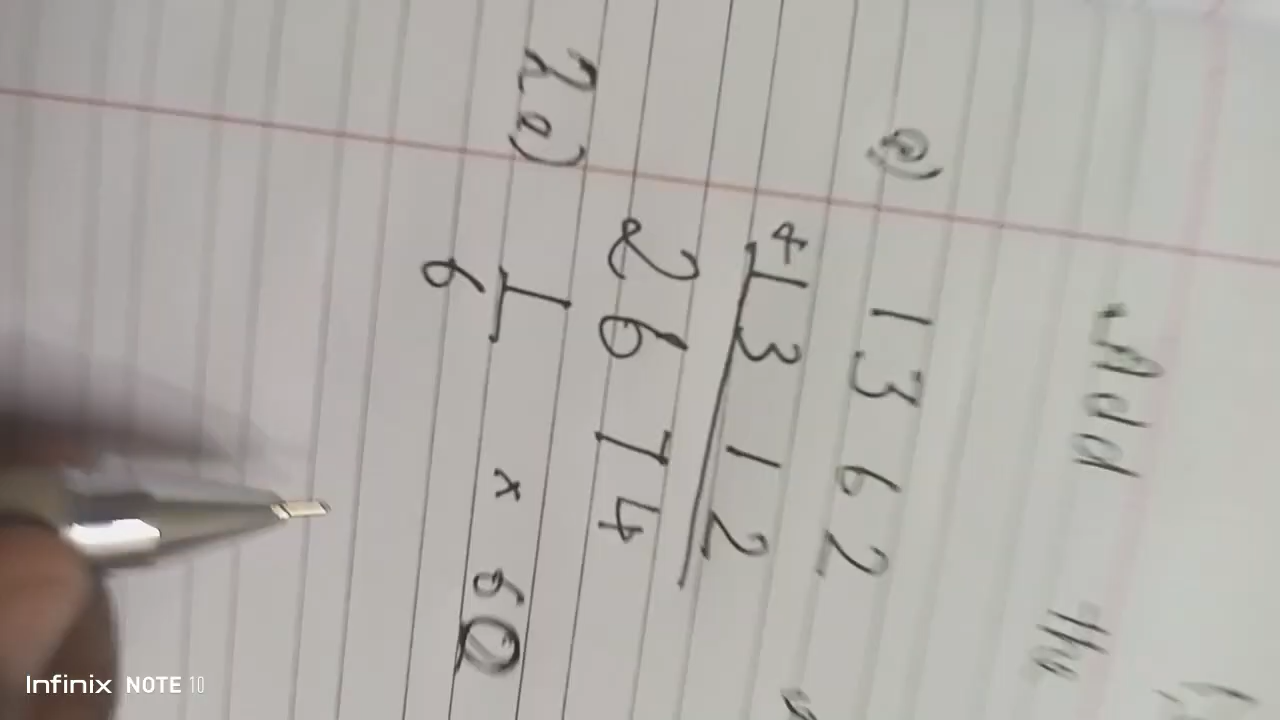 Add the
a) 1362
+1312
2674
2a) 1/6 × 60
Infinix NOTE 10